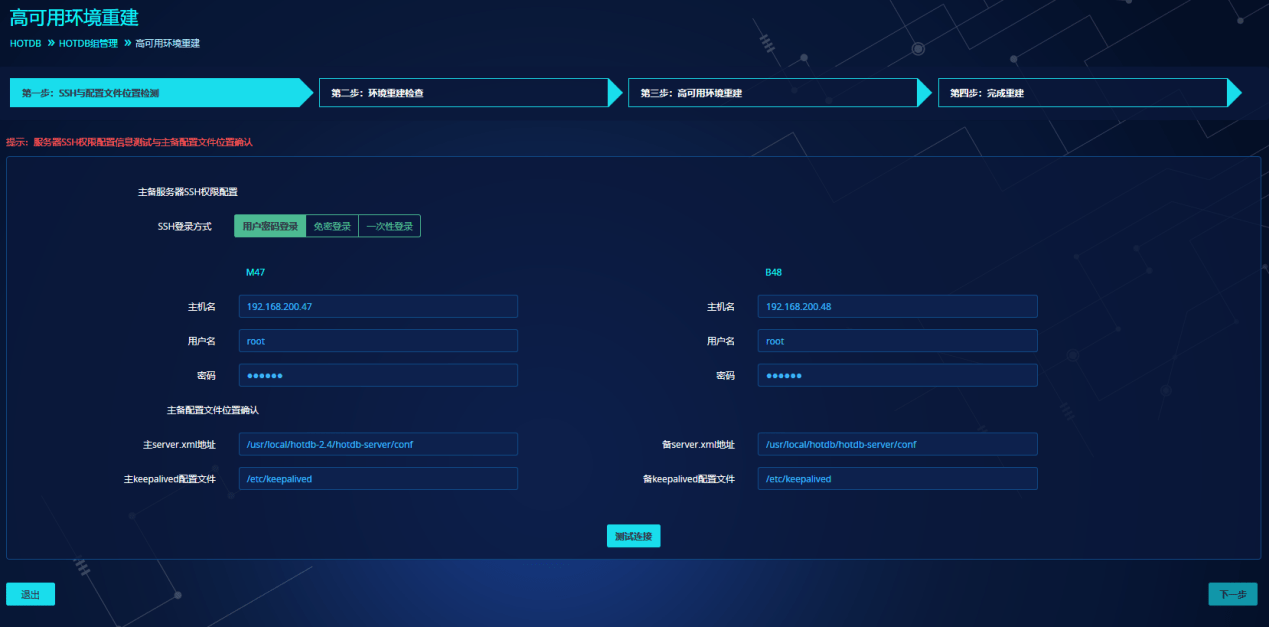 高可用环境重建
HOTDB » HOTDB组管理 » 高可用环境重建
第一步：SSH与配置文件位置检测
第二步：环境重建检查
第三步：高可用环境重建
第四步：完成重建
提示：服务器SSH权限配置信息测试与主备配置文件位置确认
主备服务器SSH权限配置
SSH登录方式 用户密码登录 免密登录 一次性登录
M47 B48
主机名 192.168.200.47 主机名 192.168.200.48
用户名 root 用户名 root
密码 ●●●●●● 密码 ●●●●●●
主备配置文件位置确认
主server.xml地址 /usr/local/hotdb-2.4/hotdb-server/conf 备server.xml地址 /usr/local/hotdb/hotdb-server/conf
主keepalived配置文件 /etc/keepalived 备keepalived配置文件 /etc/keepalived
测试连接
退出 下一步